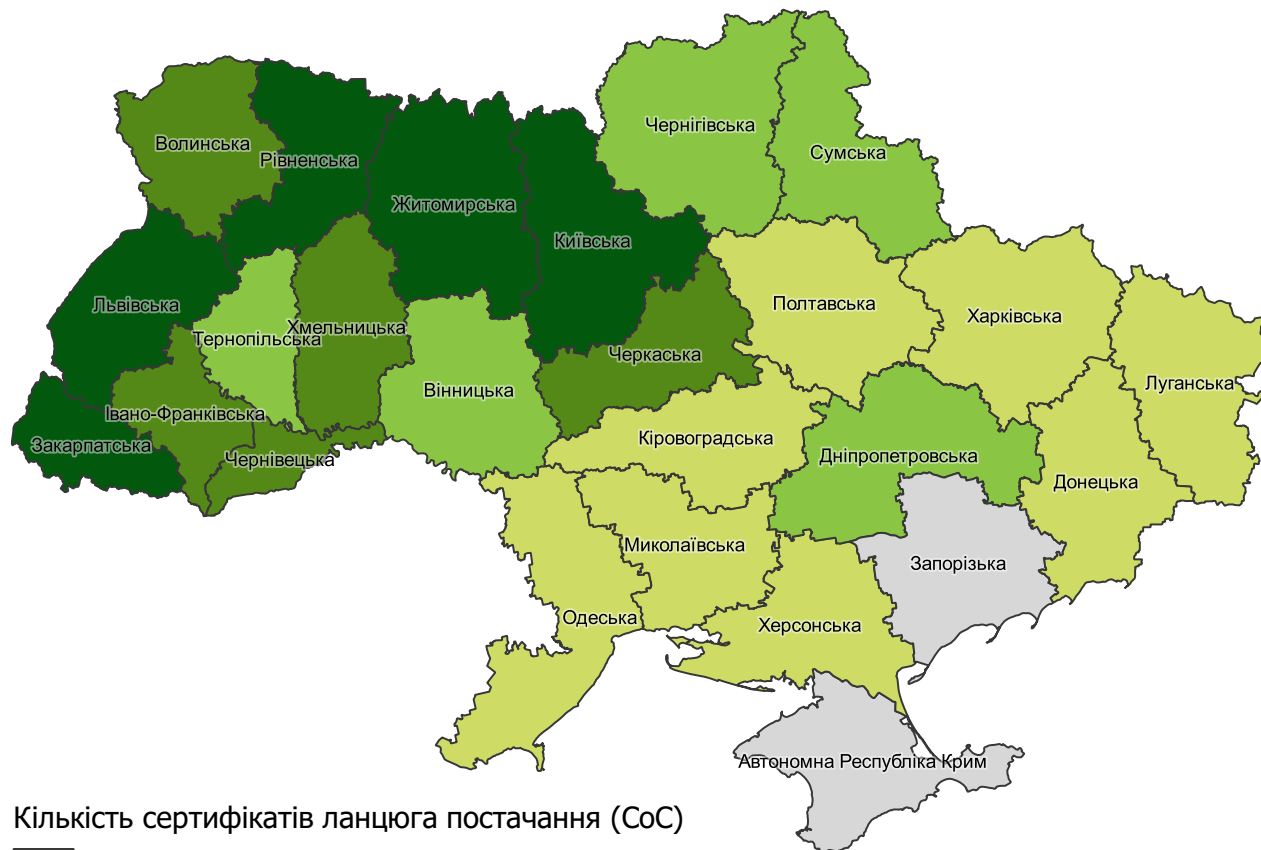 Чернігівська
Волинська
Сумська
Рівненська
Житомирська
Київська
Львівська
Полтавська
Харківська
Тернопільська
Хмельницька
Черкаська
Луганська
Вінницька
Івано-Франківська
Кіровоградська
Закарпатська
Чернівецька
Дніпропетровська
Донецька
Миколаївська
Запорізька
Одеська
Херсонська
Автономна Республіка Крим
Кількість сертифікатів ланцюга постачання (CoC)